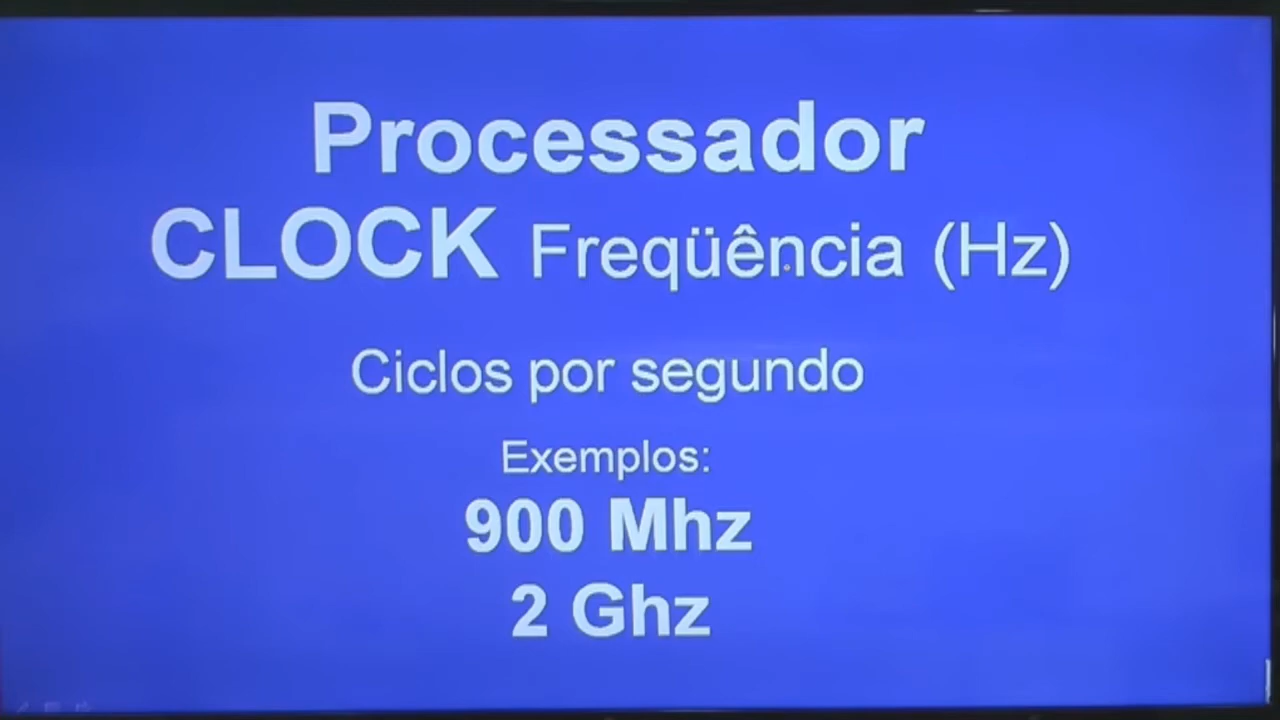 Processador
CLOCK Freqüência (Hz)
Ciclos por segundo
Exemplos:
900 Mhz
2 Ghz